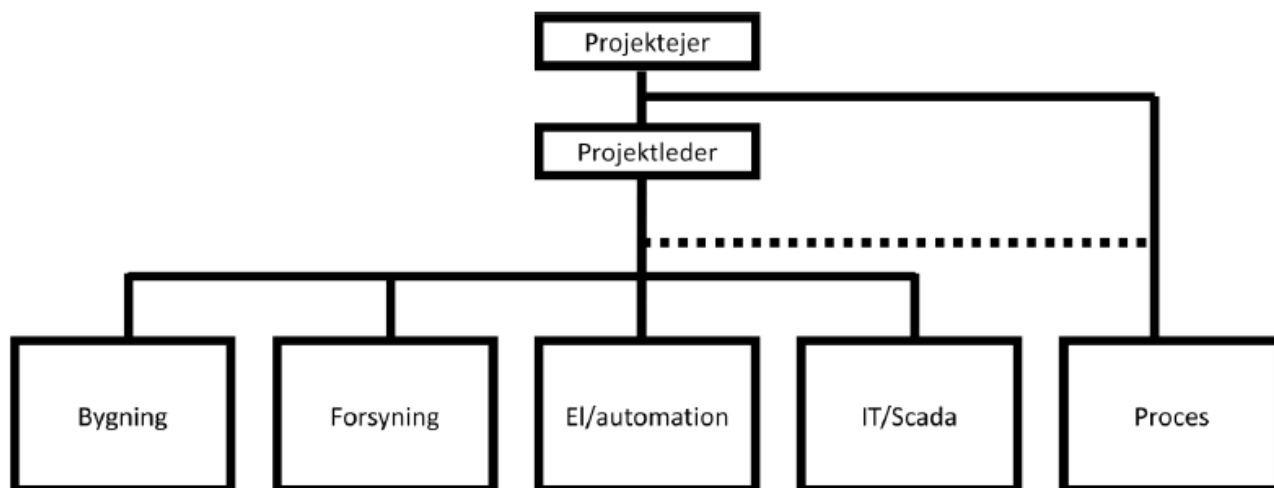 Projektejer
Projektleder
Bygning
Forsyning
El/automation
IT/Scada
Proces